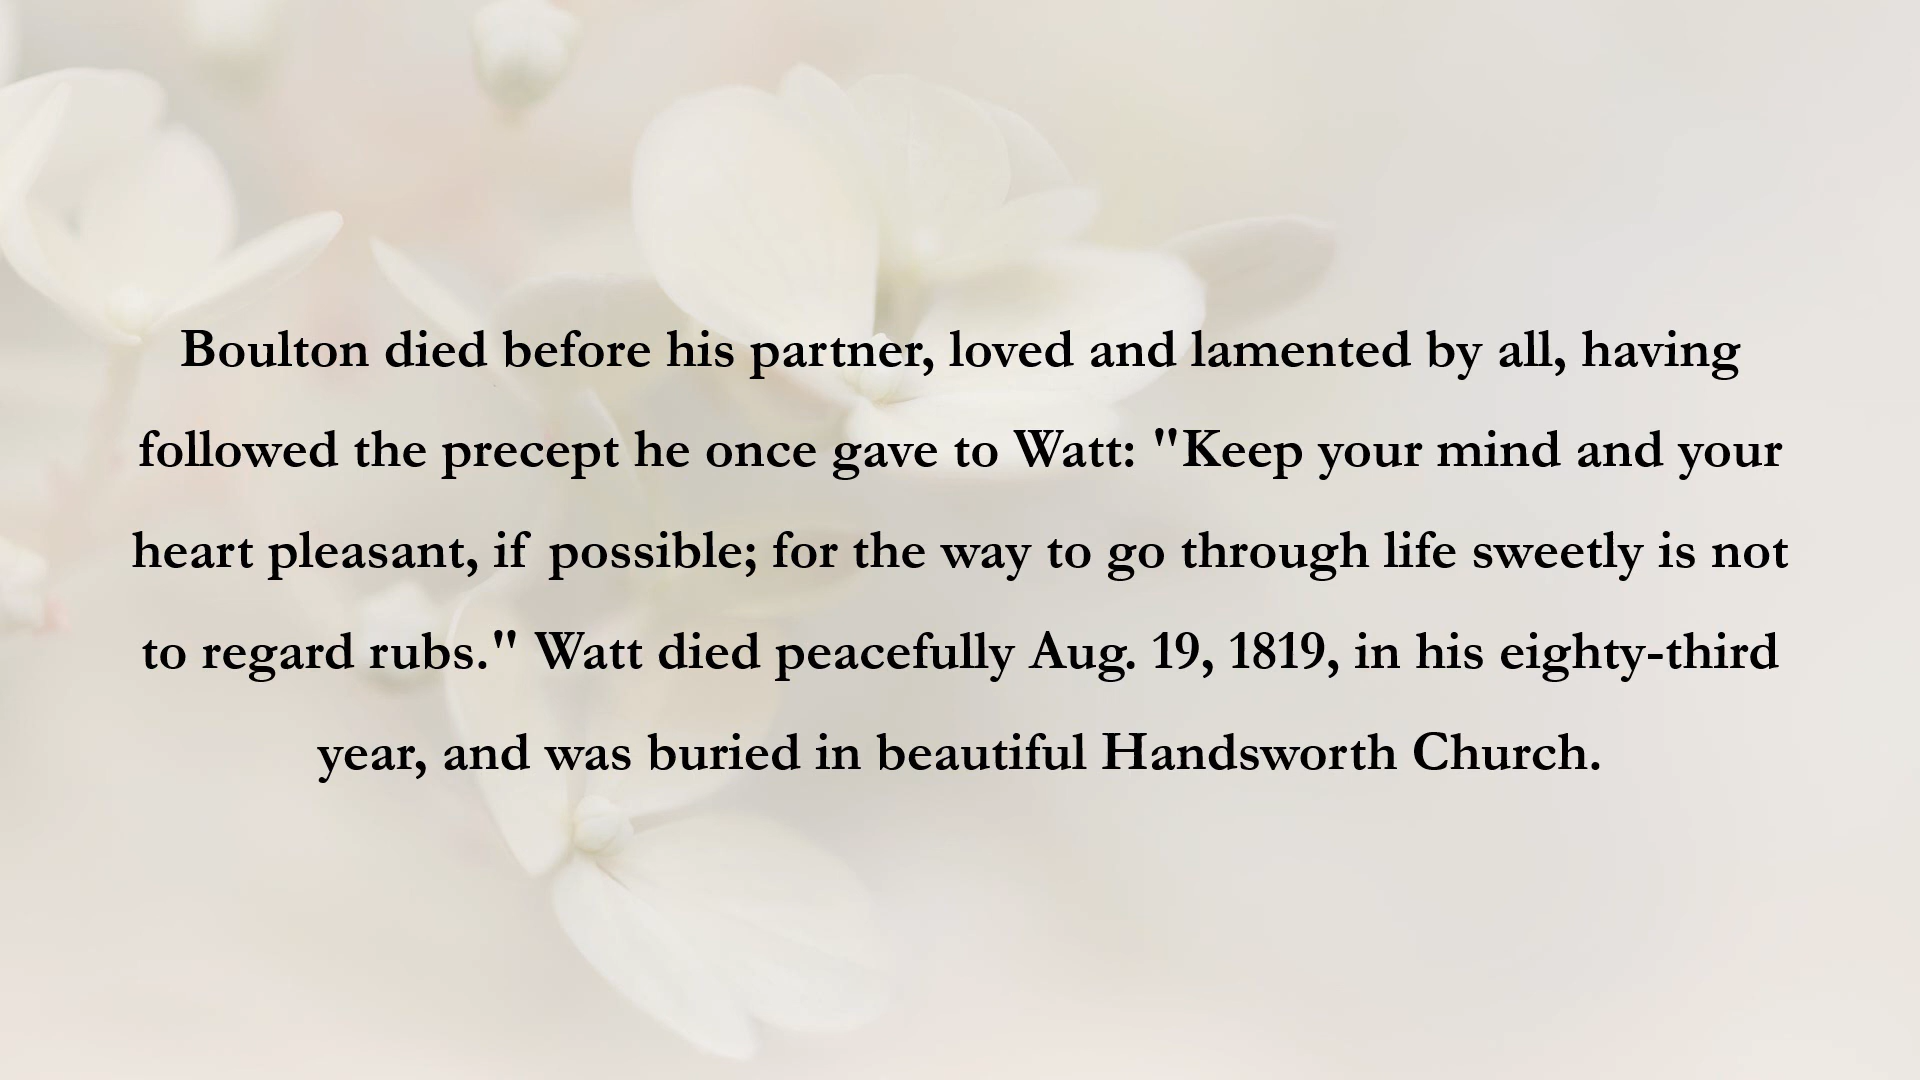 Boulton died before his partner, loved and lamented by all, having
followed the precept he once gave to Watt: "Keep your mind and your
heart pleasant, if possible; for the way to go through life sweetly is not
to regard rubs." Watt died peacefully Aug. 19, 1819, in his eighty-third
year, and was buried in beautiful Handsworth Church.